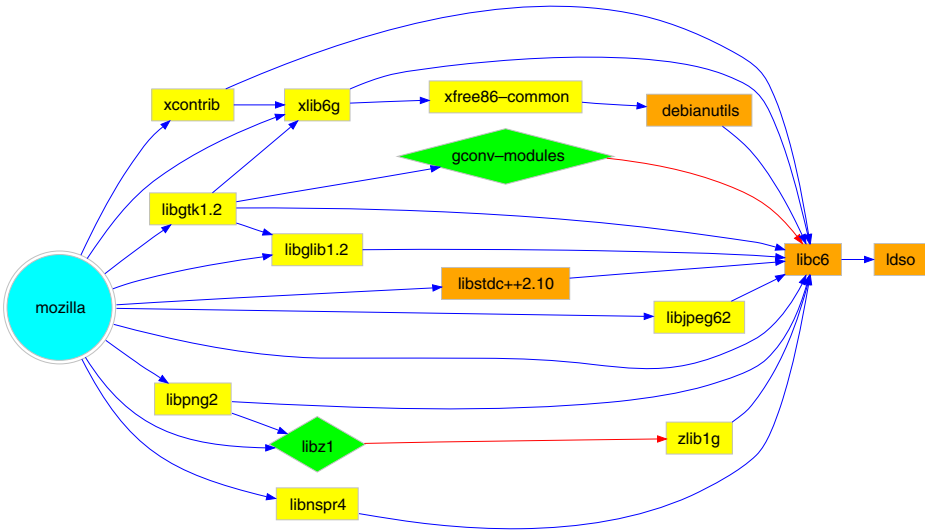 xcontrib
xlib6g
xfree86–common
debianutils
gconv–modules
libgtk1.2
libglib1.2
libc6
ldso
libstdc++2.10
mozilla
libjpeg62
libpng2
libz1
zlib1g
libnspr4